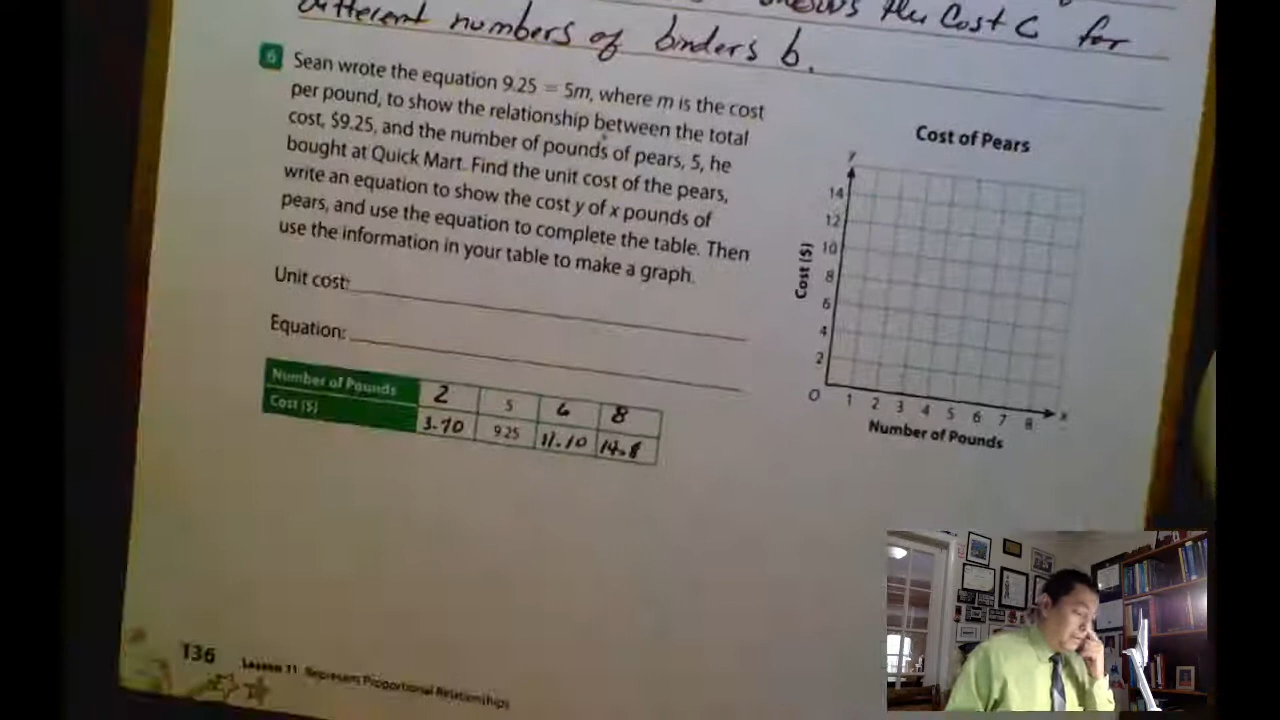 the Cost C for
different numbers of binders b.
6 Sean wrote the equation 9.25 = 5m, where m is the cost
per pound, to show the relationship between the total
cost, $9.25, and the number of pounds of pears, 5, he
bought at Quick Mart. Find the unit cost of the pears,
write an equation to show the cost y of x pounds of
pears, and use the equation to complete the table. Then
use the information in your table to make a graph.
Unit cost:
Equation:
Number of Pounds 2 5 6 8
Cost ($) 3.70 9.25 11.10 14.8
Cost of Pears
y
14
12
10
8
6
4
2
Cost ($)
O 1 2 3 4 5 6 7 8 x
Number of Pounds
136 Lesson 11 Represent Proportional Relationships